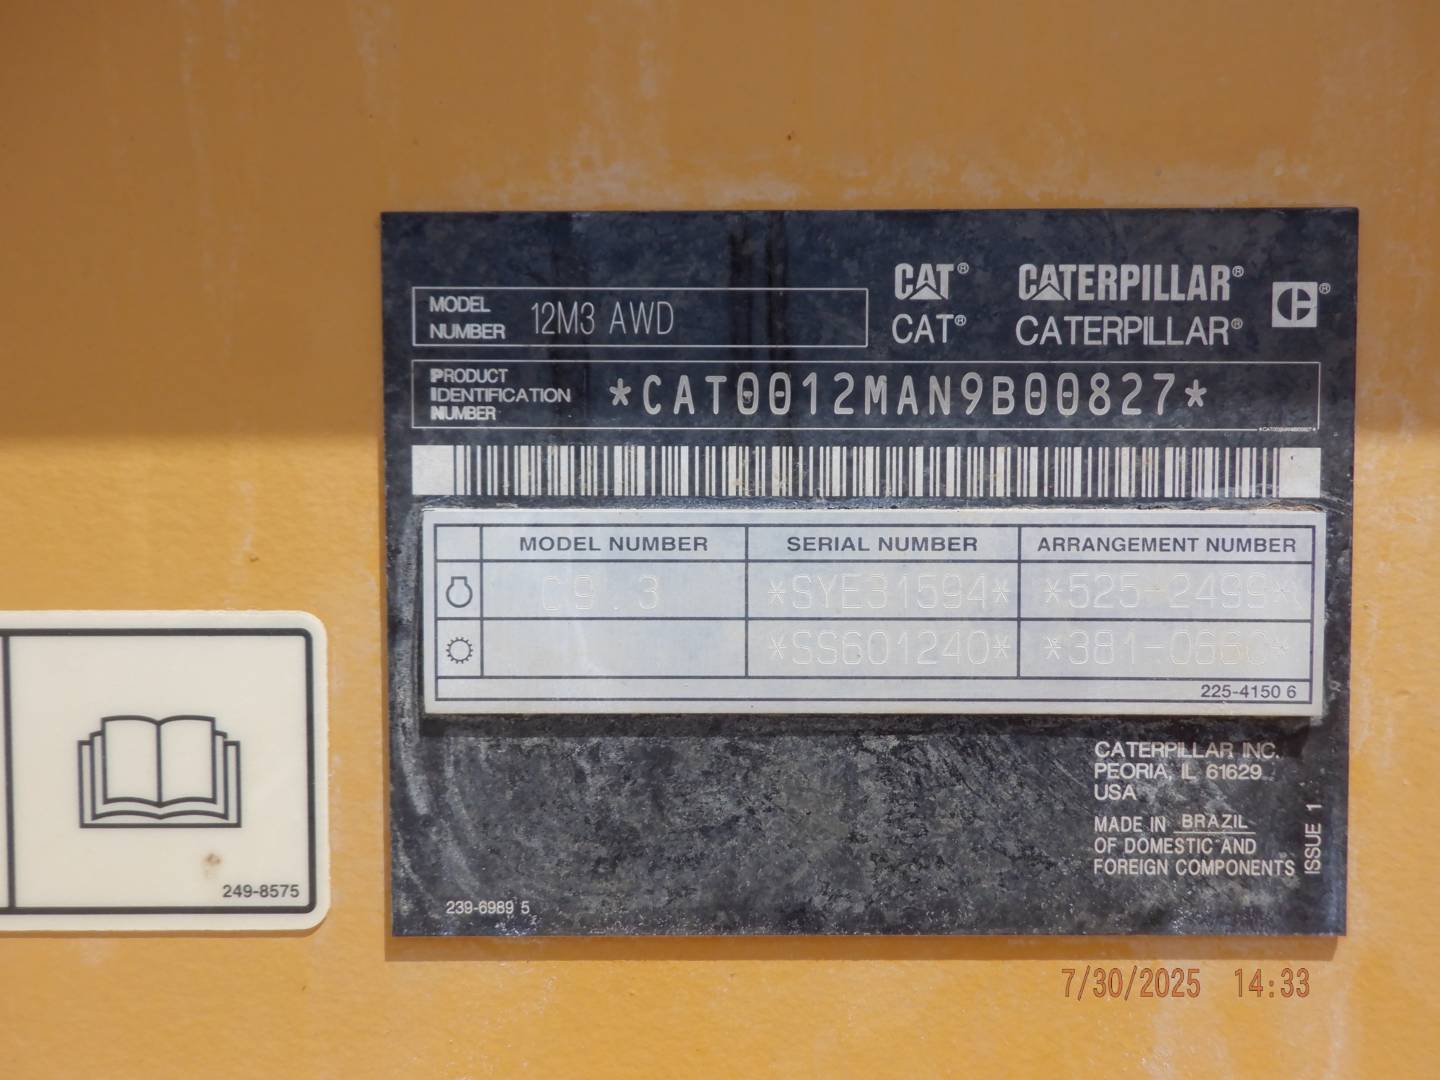 MODEL NUMBER 12M3 AWD
CAT® CATERPILLAR®
CAT® CATERPILLAR®
PRODUCT IDENTIFICATION NUMBER *CAT0012MAN9B00827*
MODEL NUMBER SERIAL NUMBER ARRANGEMENT NUMBER
C9.3 *SYE31594* *525-2499*
*SS601240*
225-4150 6
CATERPILLAR INC.
PEORIA, IL 61629
USA
MADE IN BRAZIL
OF DOMESTIC AND
FOREIGN COMPONENTS
ISSUE 1
239-6989 5
249-8575
7/30/2025 14:33